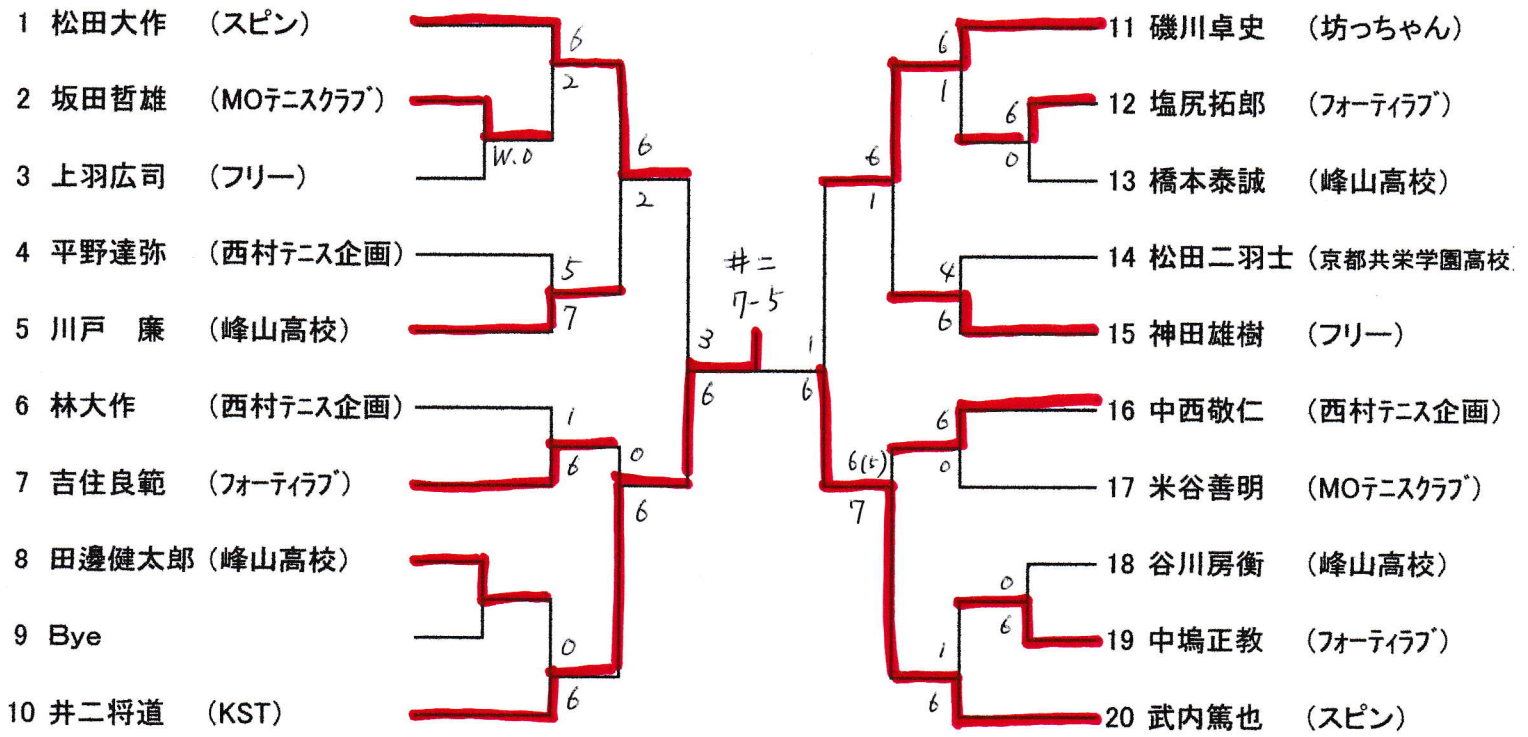 1 松田大作 (スピン)
2 坂田哲雄 (MOテニスクラブ)
3 上羽広司 (フリー)
4 平野達弥 (西村テニス企画)
5 川戸 廉 (峰山高校)
6 林大作 (西村テニス企画)
7 吉住良範 (フォーティラブ)
8 田邊健太郎 (峰山高校)
9 Bye
10 井二将道 (KST)
6
2
W.O
6
2
5
7
1
6
0
6
0
6
3
6
井二
7-5
1
6
6
1
6
1
6
0
4
6
6(5)
7
6
0
0
6
1
6
11 磯川卓史 (坊っちゃん)
12 塩尻拓郎 (フォーティラブ)
13 橋本泰誠 (峰山高校)
14 松田二羽士 (京都共栄学園高校)
15 神田雄樹 (フリー)
16 中西敬仁 (西村テニス企画)
17 米谷善明 (MOテニスクラブ)
18 谷川房衡 (峰山高校)
19 中塢正教 (フォーティラブ)
20 武内篤也 (スピン)